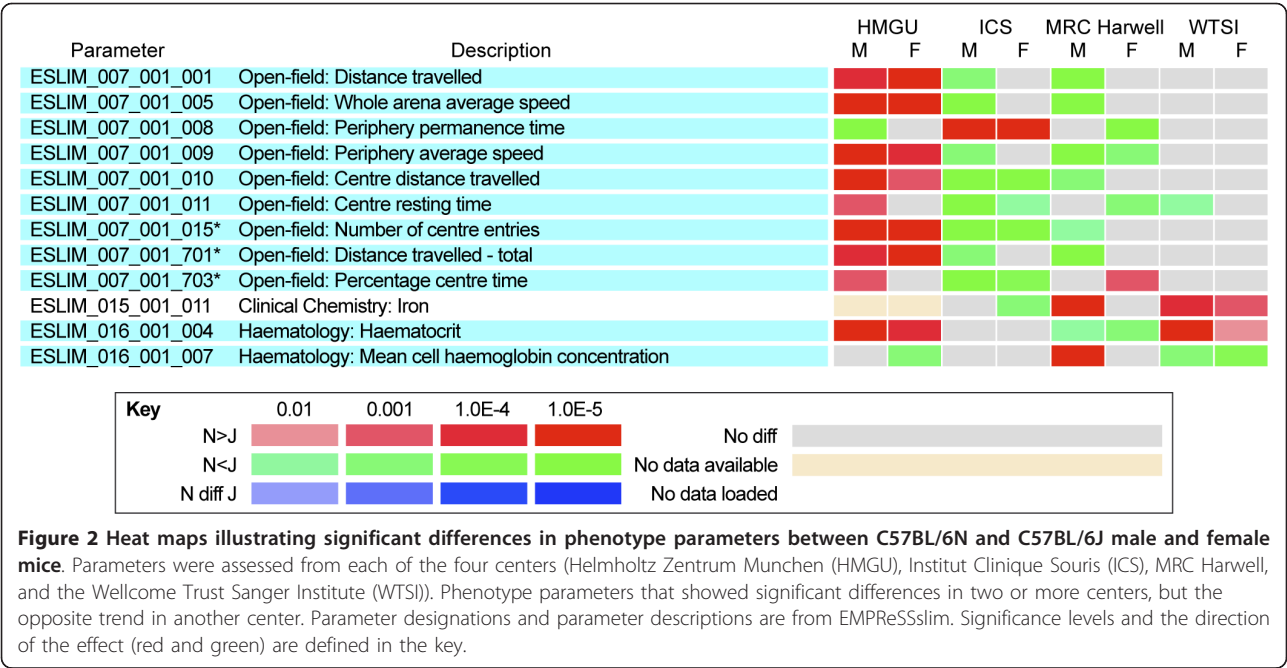 HMGU ICS MRC Harwell WTSI
Parameter Description M F M F M F M F
ESLIM_007_001_001 Open-field: Distance travelled
ESLIM_007_001_005 Open-field: Whole arena average speed
ESLIM_007_001_008 Open-field: Periphery permanence time
ESLIM_007_001_009 Open-field: Periphery average speed
ESLIM_007_001_010 Open-field: Centre distance travelled
ESLIM_007_001_011 Open-field: Centre resting time
ESLIM_007_001_015* Open-field: Number of centre entries
ESLIM_007_001_701* Open-field: Distance travelled - total
ESLIM_007_001_703* Open-field: Percentage centre time
ESLIM_015_001_011 Clinical Chemistry: Iron
ESLIM_016_001_004 Haematology: Haematocrit
ESLIM_016_001_007 Haematology: Mean cell haemoglobin concentration
Key 0.01 0.001 1.0E-4 1.0E-5
N>J No diff
N<J No data available
N diff J No data loaded
Figure 2 Heat maps illustrating significant differences in phenotype parameters between C57BL/6N and C57BL/6J male and female
mice. Parameters were assessed from each of the four centers (Helmholtz Zentrum Munchen (HMGU), Institut Clinique Souris (ICS), MRC Harwell,
and the Wellcome Trust Sanger Institute (WTSI)). Phenotype parameters that showed significant differences in two or more centers, but the
opposite trend in another center. Parameter designations and parameter descriptions are from EMPReSSslim. Significance levels and the direction
of the effect (red and green) are defined in the key.